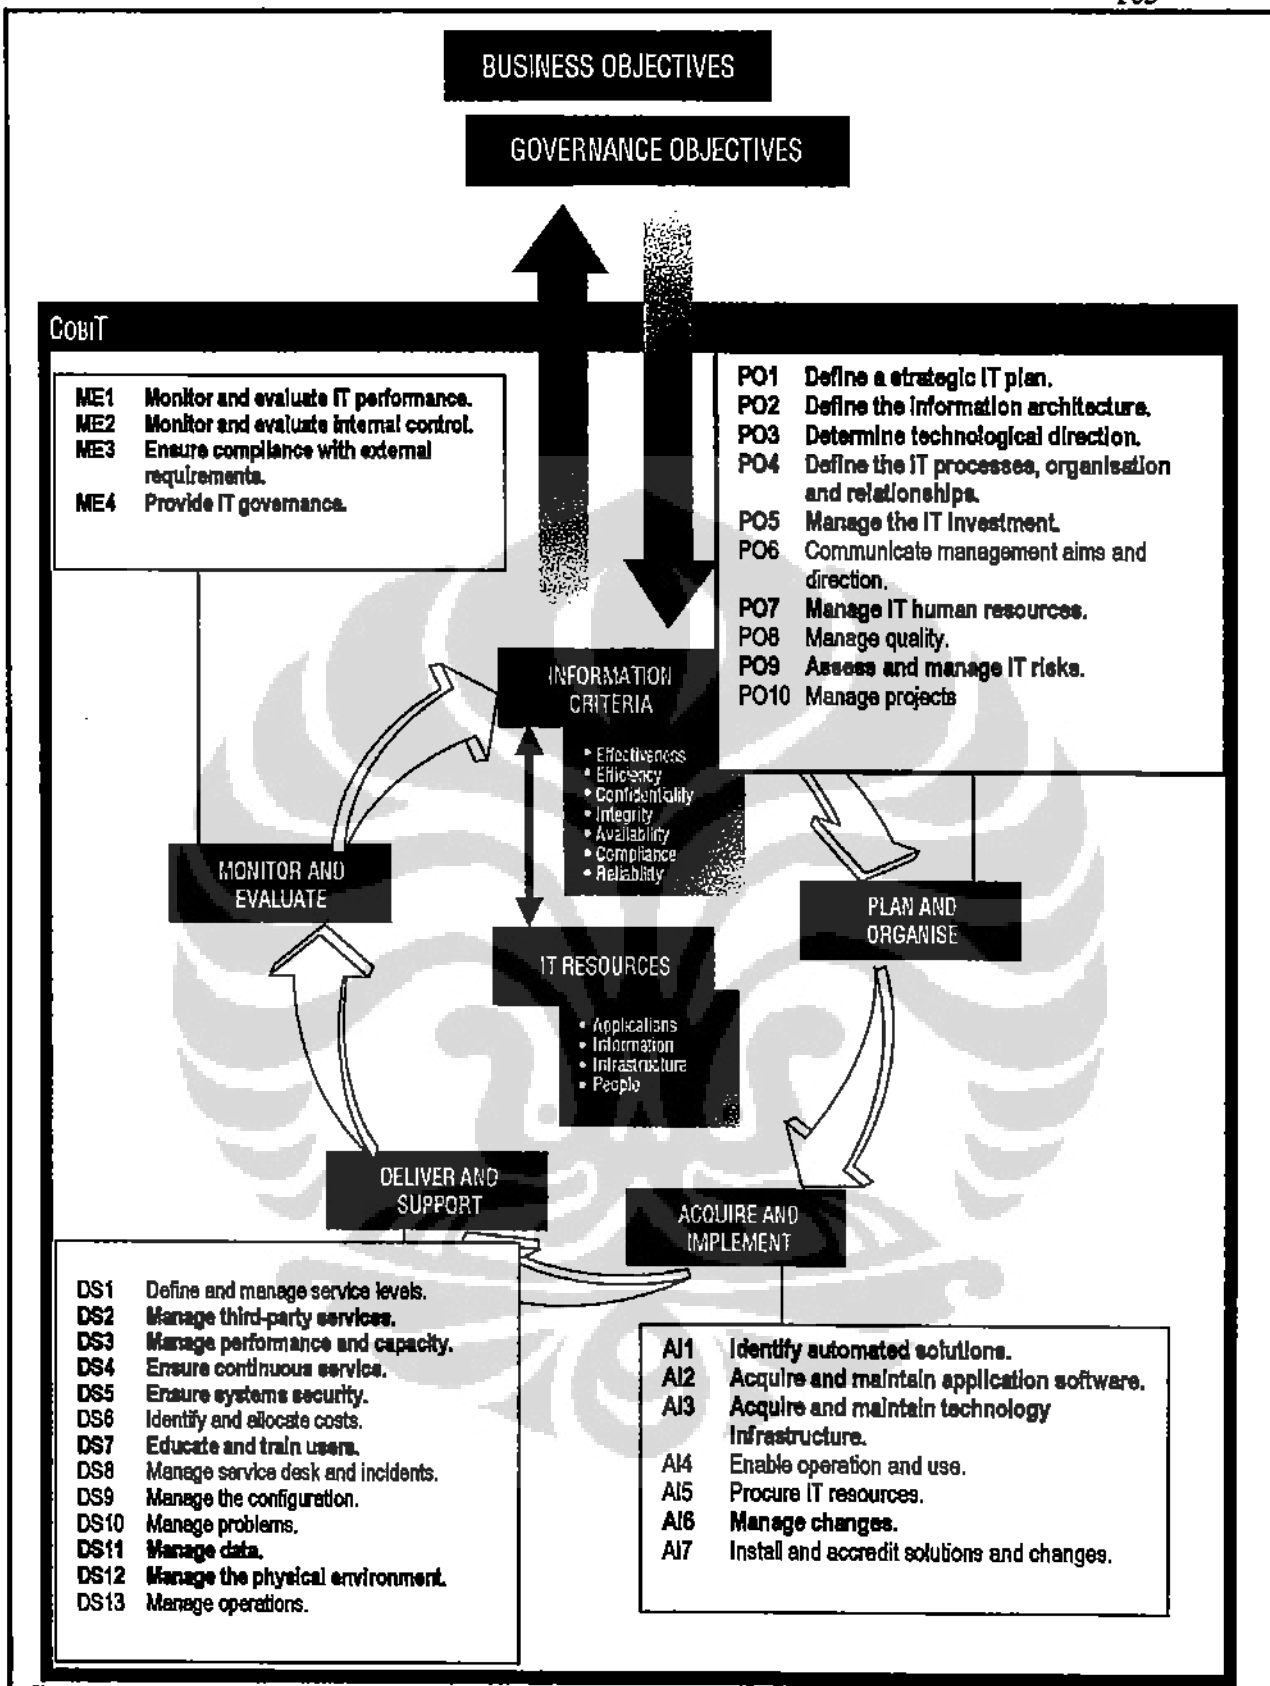 BUSINESS OBJECTIVES
GOVERNANCE OBJECTIVES
COBIT
ME1 Monitor and evaluate IT performance.
ME2 Monitor and evaluate internal control.
ME3 Ensure compliance with external
requirements.
ME4 Provide IT governance.
PO1 Define a strategic IT plan.
PO2 Define the information architecture.
PO3 Determine technological direction.
PO4 Define the IT processes, organisation
and relationships.
PO5 Manage the IT investment.
PO6 Communicate management aims and
direction.
PO7 Manage IT human resources.
PO8 Manage quality.
PO9 Assess and manage IT risks.
PO10 Manage projects
INFORMATION
CRITERIA
• Effectiveness
• Efficiency
• Confidentiality
• Integrity
• Availability
• Compliance
• Reliability
MONITOR AND
EVALUATE
PLAN AND
ORGANISE
IT RESOURCES
• Applications
• Information
• Infrastructure
• People
DELIVER AND
SUPPORT
ACQUIRE AND
IMPLEMENT
DS1 Define and manage service levels.
DS2 Manage third-party services.
DS3 Manage performance and capacity.
DS4 Ensure continuous service.
DS5 Ensure systems security.
DS6 Identify and allocate costs.
DS7 Educate and train users.
DS8 Manage service desk and incidents.
DS9 Manage the configuration.
DS10 Manage problems.
DS11 Manage data.
DS12 Manage the physical environment.
DS13 Manage operations.
AI1 Identify automated solutions.
AI2 Acquire and maintain application software.
AI3 Acquire and maintain technology
Infrastructure.
AI4 Enable operation and use.
AI5 Procure IT resources.
AI6 Manage changes.
AI7 Install and accredit solutions and changes.